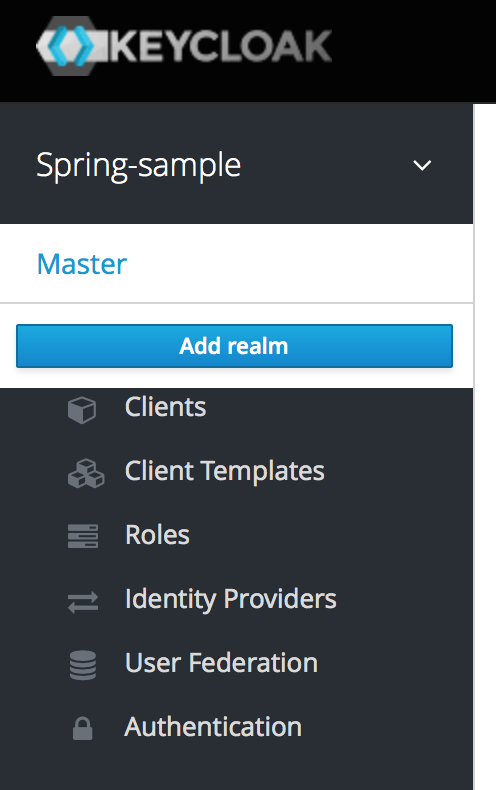 KEYCLOAK
Spring-sample
Master
Add realm
Clients
Client Templates
Roles
Identity Providers
User Federation
Authentication